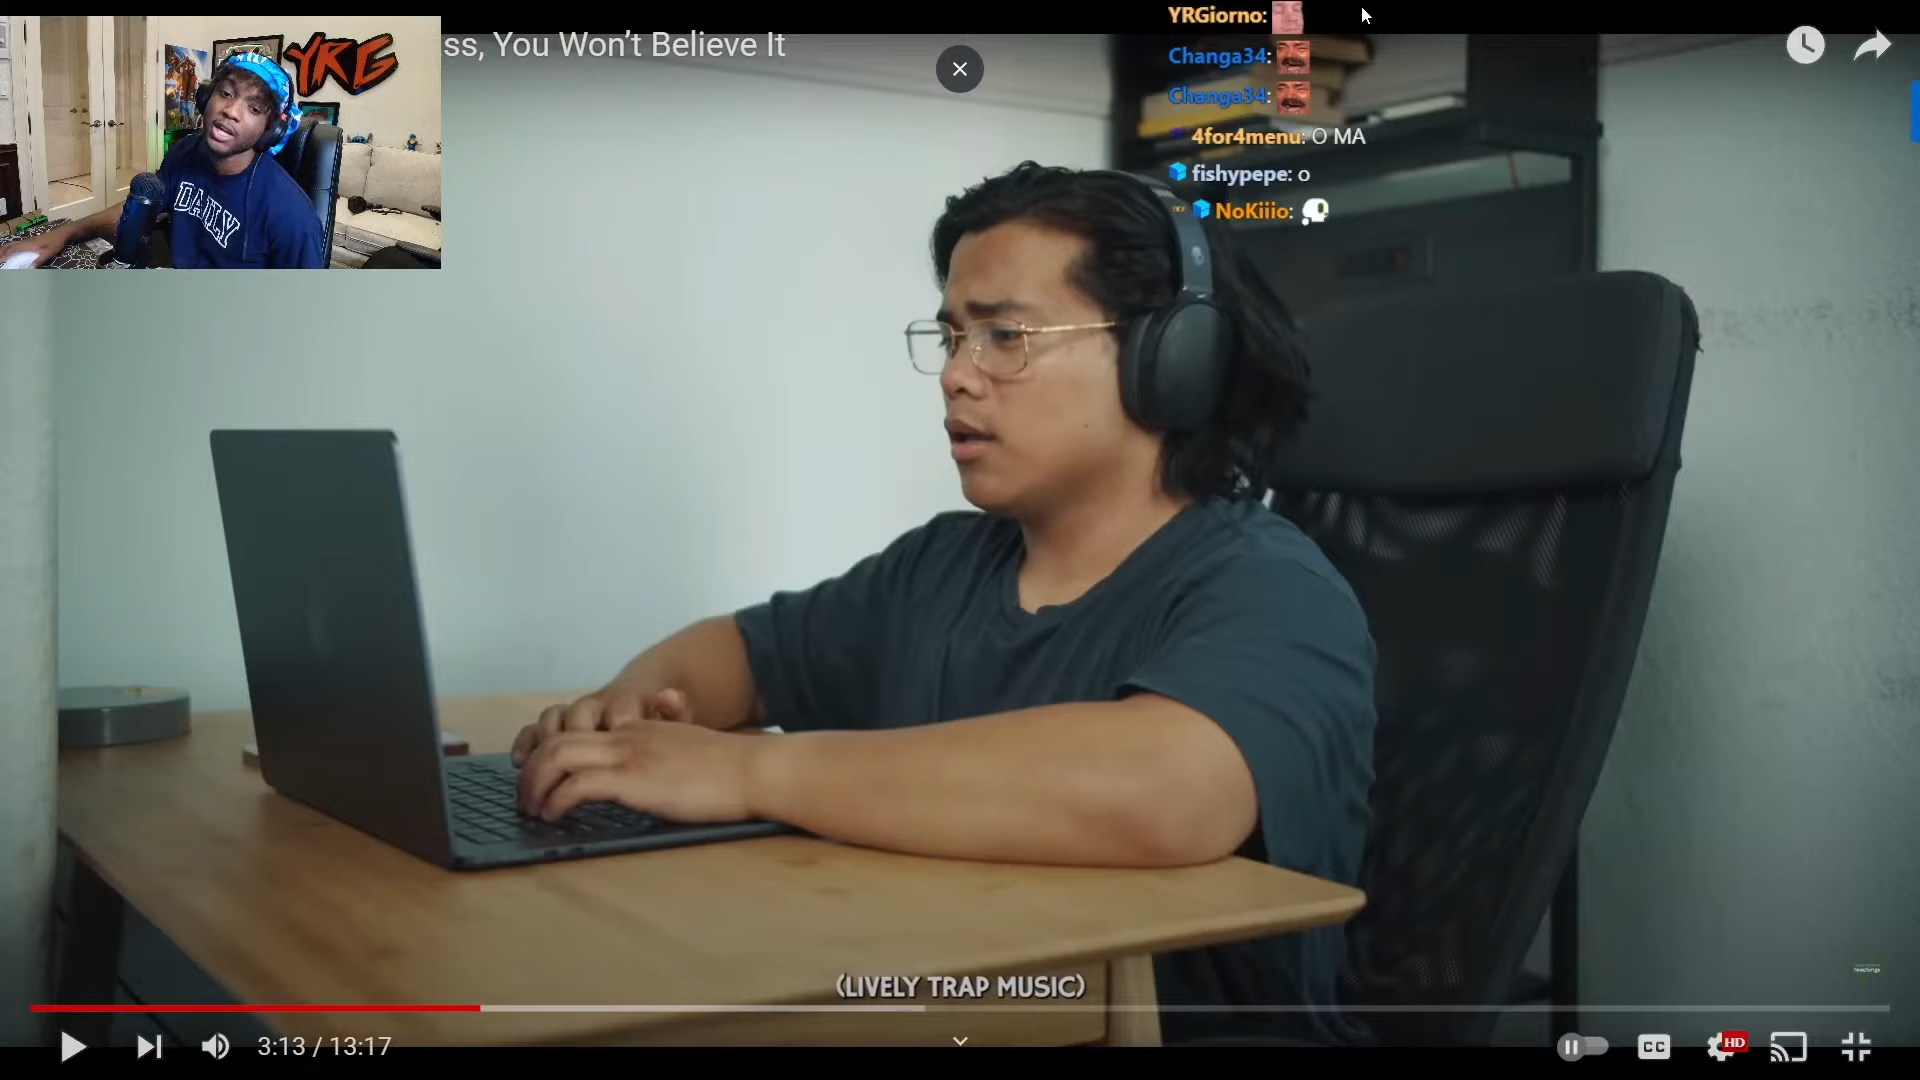 ss, You Won’t Believe It
YRG
DAILY
YRGiorno:
Changa34:
Changa34:
4for4menu: O MA
fishypepe: o
NoKiiio:
(LIVELY TRAP MUSIC)
3:13 / 13:17
CC
HD